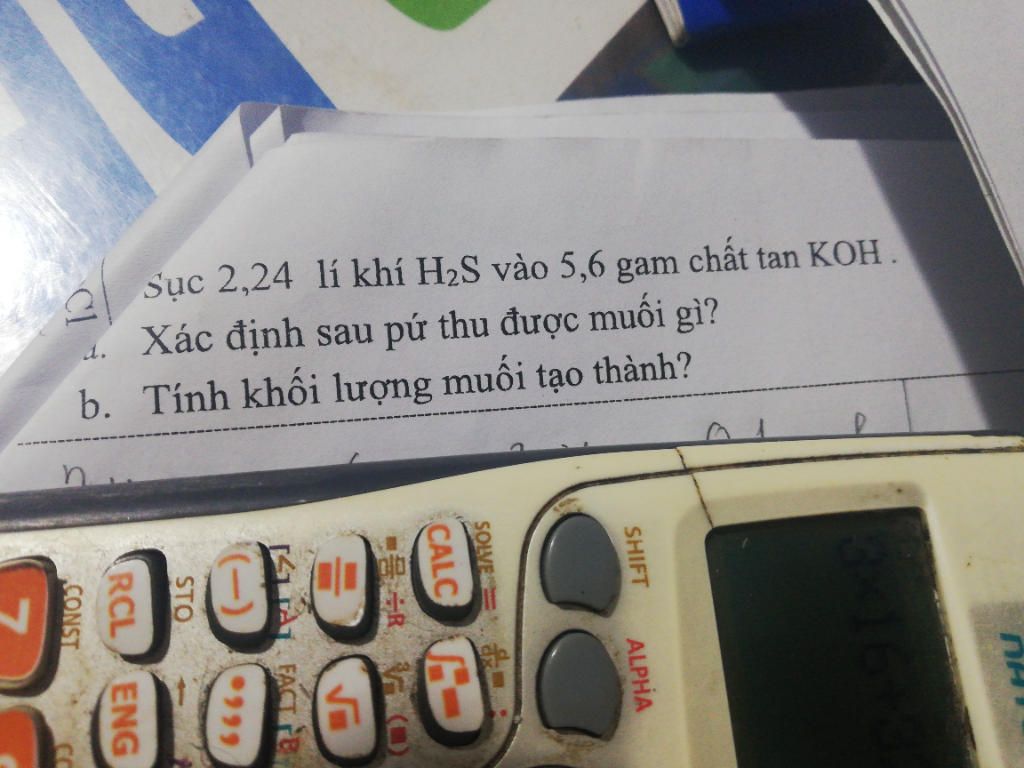 Sục 2,24 lí khí H₂S vào 5,6 gam chất tan KOH .
a. Xác định sau pứ thu được muối gì?
b. Tính khối lượng muối tạo thành?
SHIFT
ALPHA
SOLVE =
CALC
÷R
RCL
STO
(−)
CONST
7
ENG
FACT